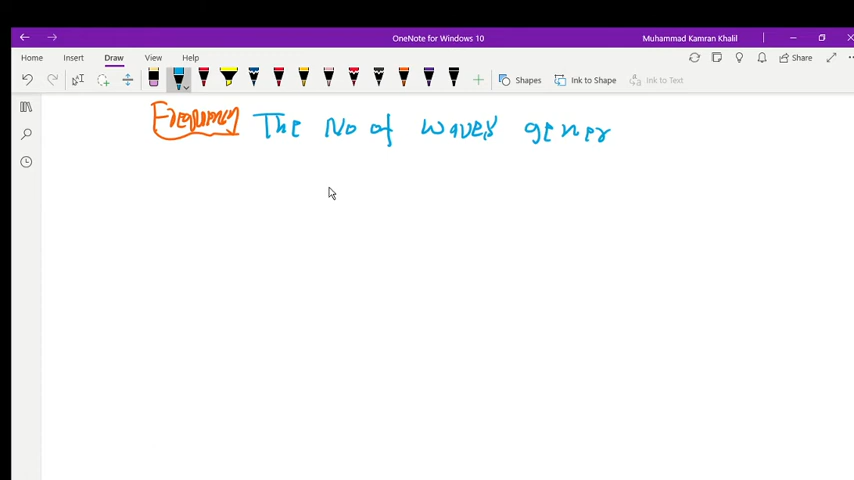 OneNote for Windows 10
Muhammad Kamran Khalil
Home Insert Draw View Help
Shapes Ink to Shape Ink to Text Share
Frequency The No of waves gener